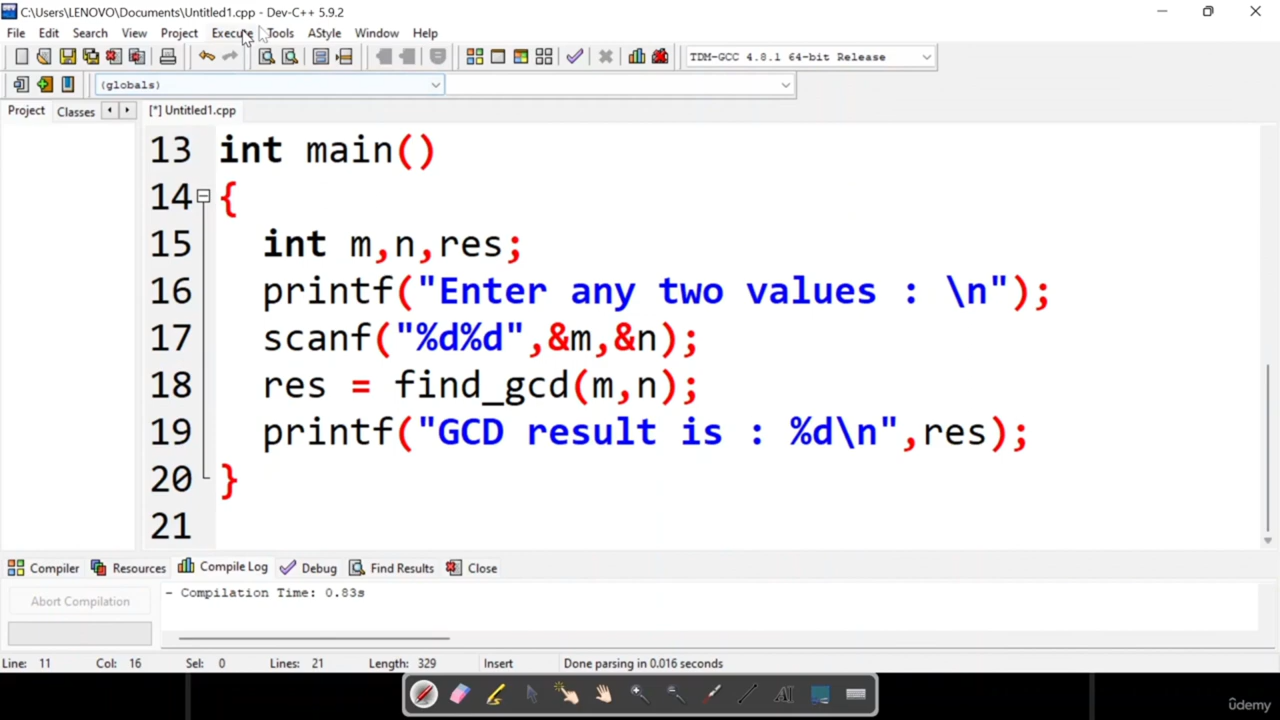 C:\Users\LENOVO\Documents\Untitled1.cpp - Dev-C++ 5.9.2
File Edit Search View Project Execute Tools AStyle Window Help
TDM-GCC 4.8.1 64-bit Release
(globals)
Project Classes [*] Untitled1.cpp
13 int main()
14 {
15 int m,n,res;
16 printf("Enter any two values : \n");
17 scanf("%d%d",&m,&n);
18 res = find_gcd(m,n);
19 printf("GCD result is : %d\n",res);
20 }
21
Compiler Resources Compile Log Debug Find Results Close
Abort Compilation
- Compilation Time: 0.83s
Line: 11 Col: 16 Sel: 0 Lines: 21 Length: 329 Insert Done parsing in 0.016 seconds
AI
ûdemy